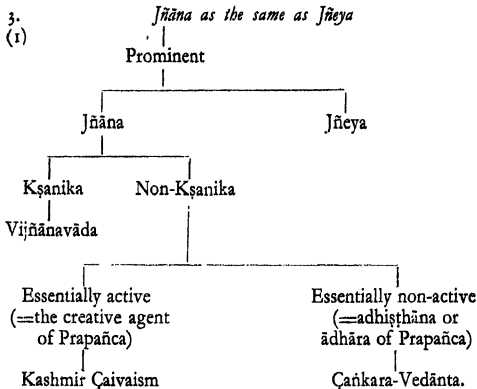 3. Jñāna as the same as Jñeya
(1)
Prominent
Jñāna Jñeya
Kṣanika Non-Kṣanika
Vijñānavāda
Essentially active Essentially non-active
(=the creative agent (=adhiṣṭhāna or
of Prapañca) ādhāra of Prapañca)
Kashmir Çaivaism Çaṅkara-Vedānta.